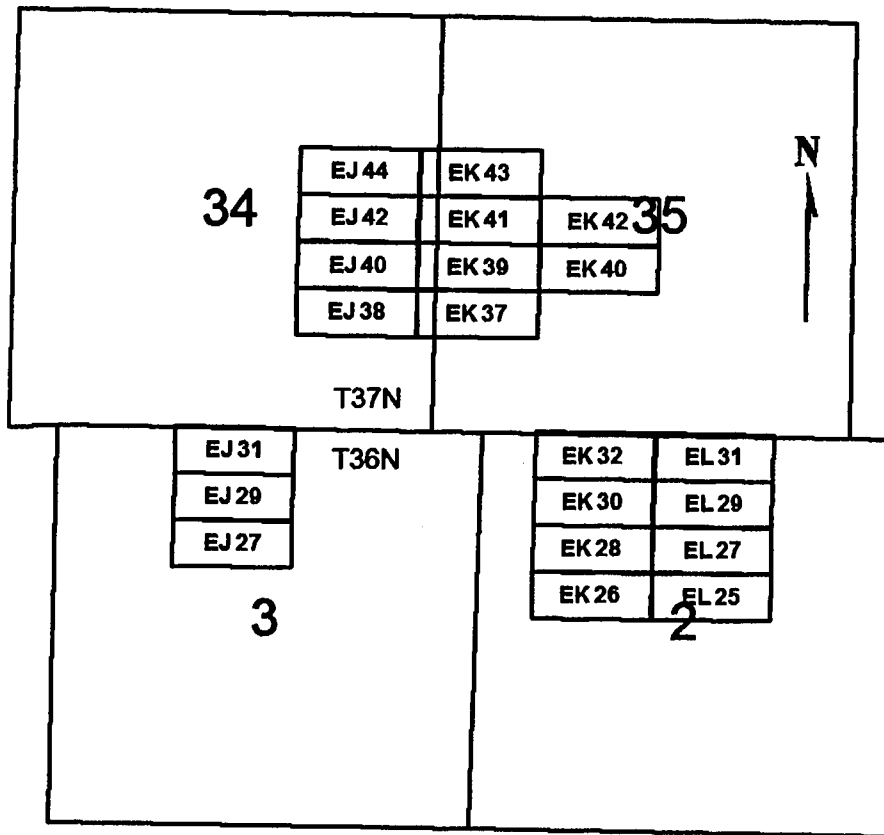 N
EJ 44 EK 43
34 EJ 42 EK 41 EK 42 35
EJ 40 EK 39 EK 40
EJ 38 EK 37
T37N
EJ 31 T36N EK 32 EL 31
EJ 29 EK 30 EL 29
EJ 27 EK 28 EL 27
EK 26 EL 25
3 2